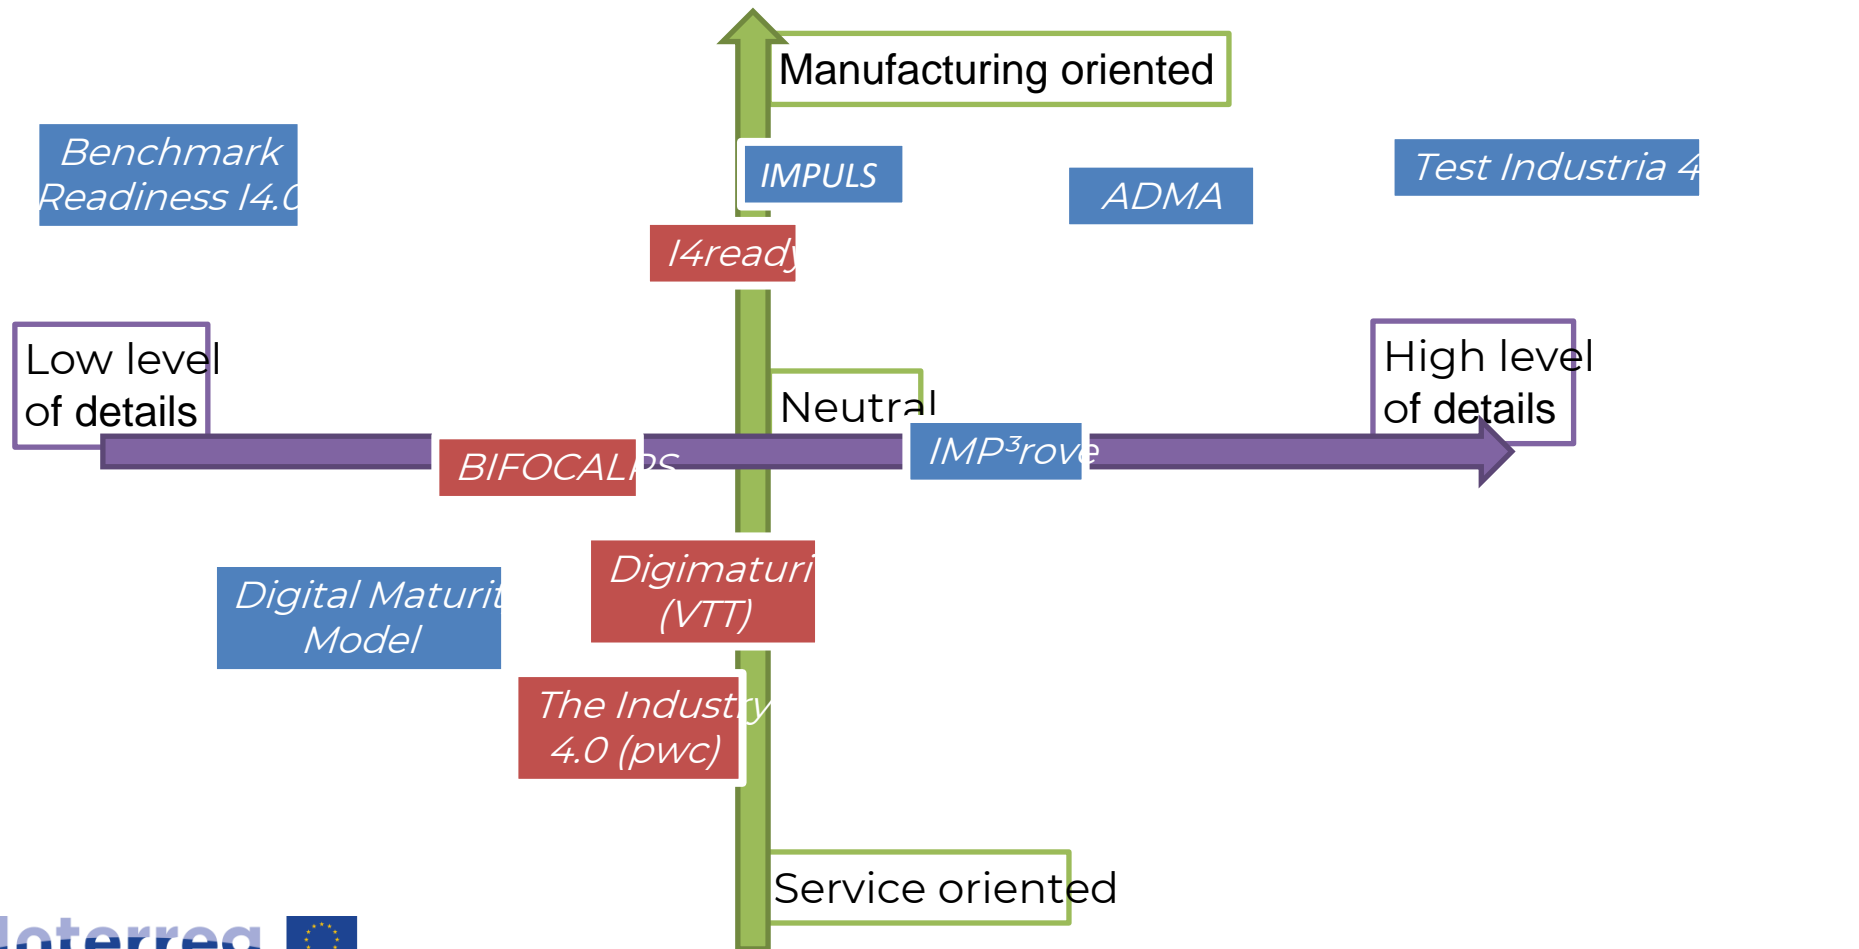 Manufacturing oriented
Benchmark
Readiness I4.0
IMPULS
ADMA
Test Industria 4
I4ready
Low level
of details
Neutral
High level
of details
BIFOCALPS
IMP³rove
Digimaturi
(VTT)
Digital Maturit
Model
The Industry
4.0 (pwc)
Service oriented
Interreg